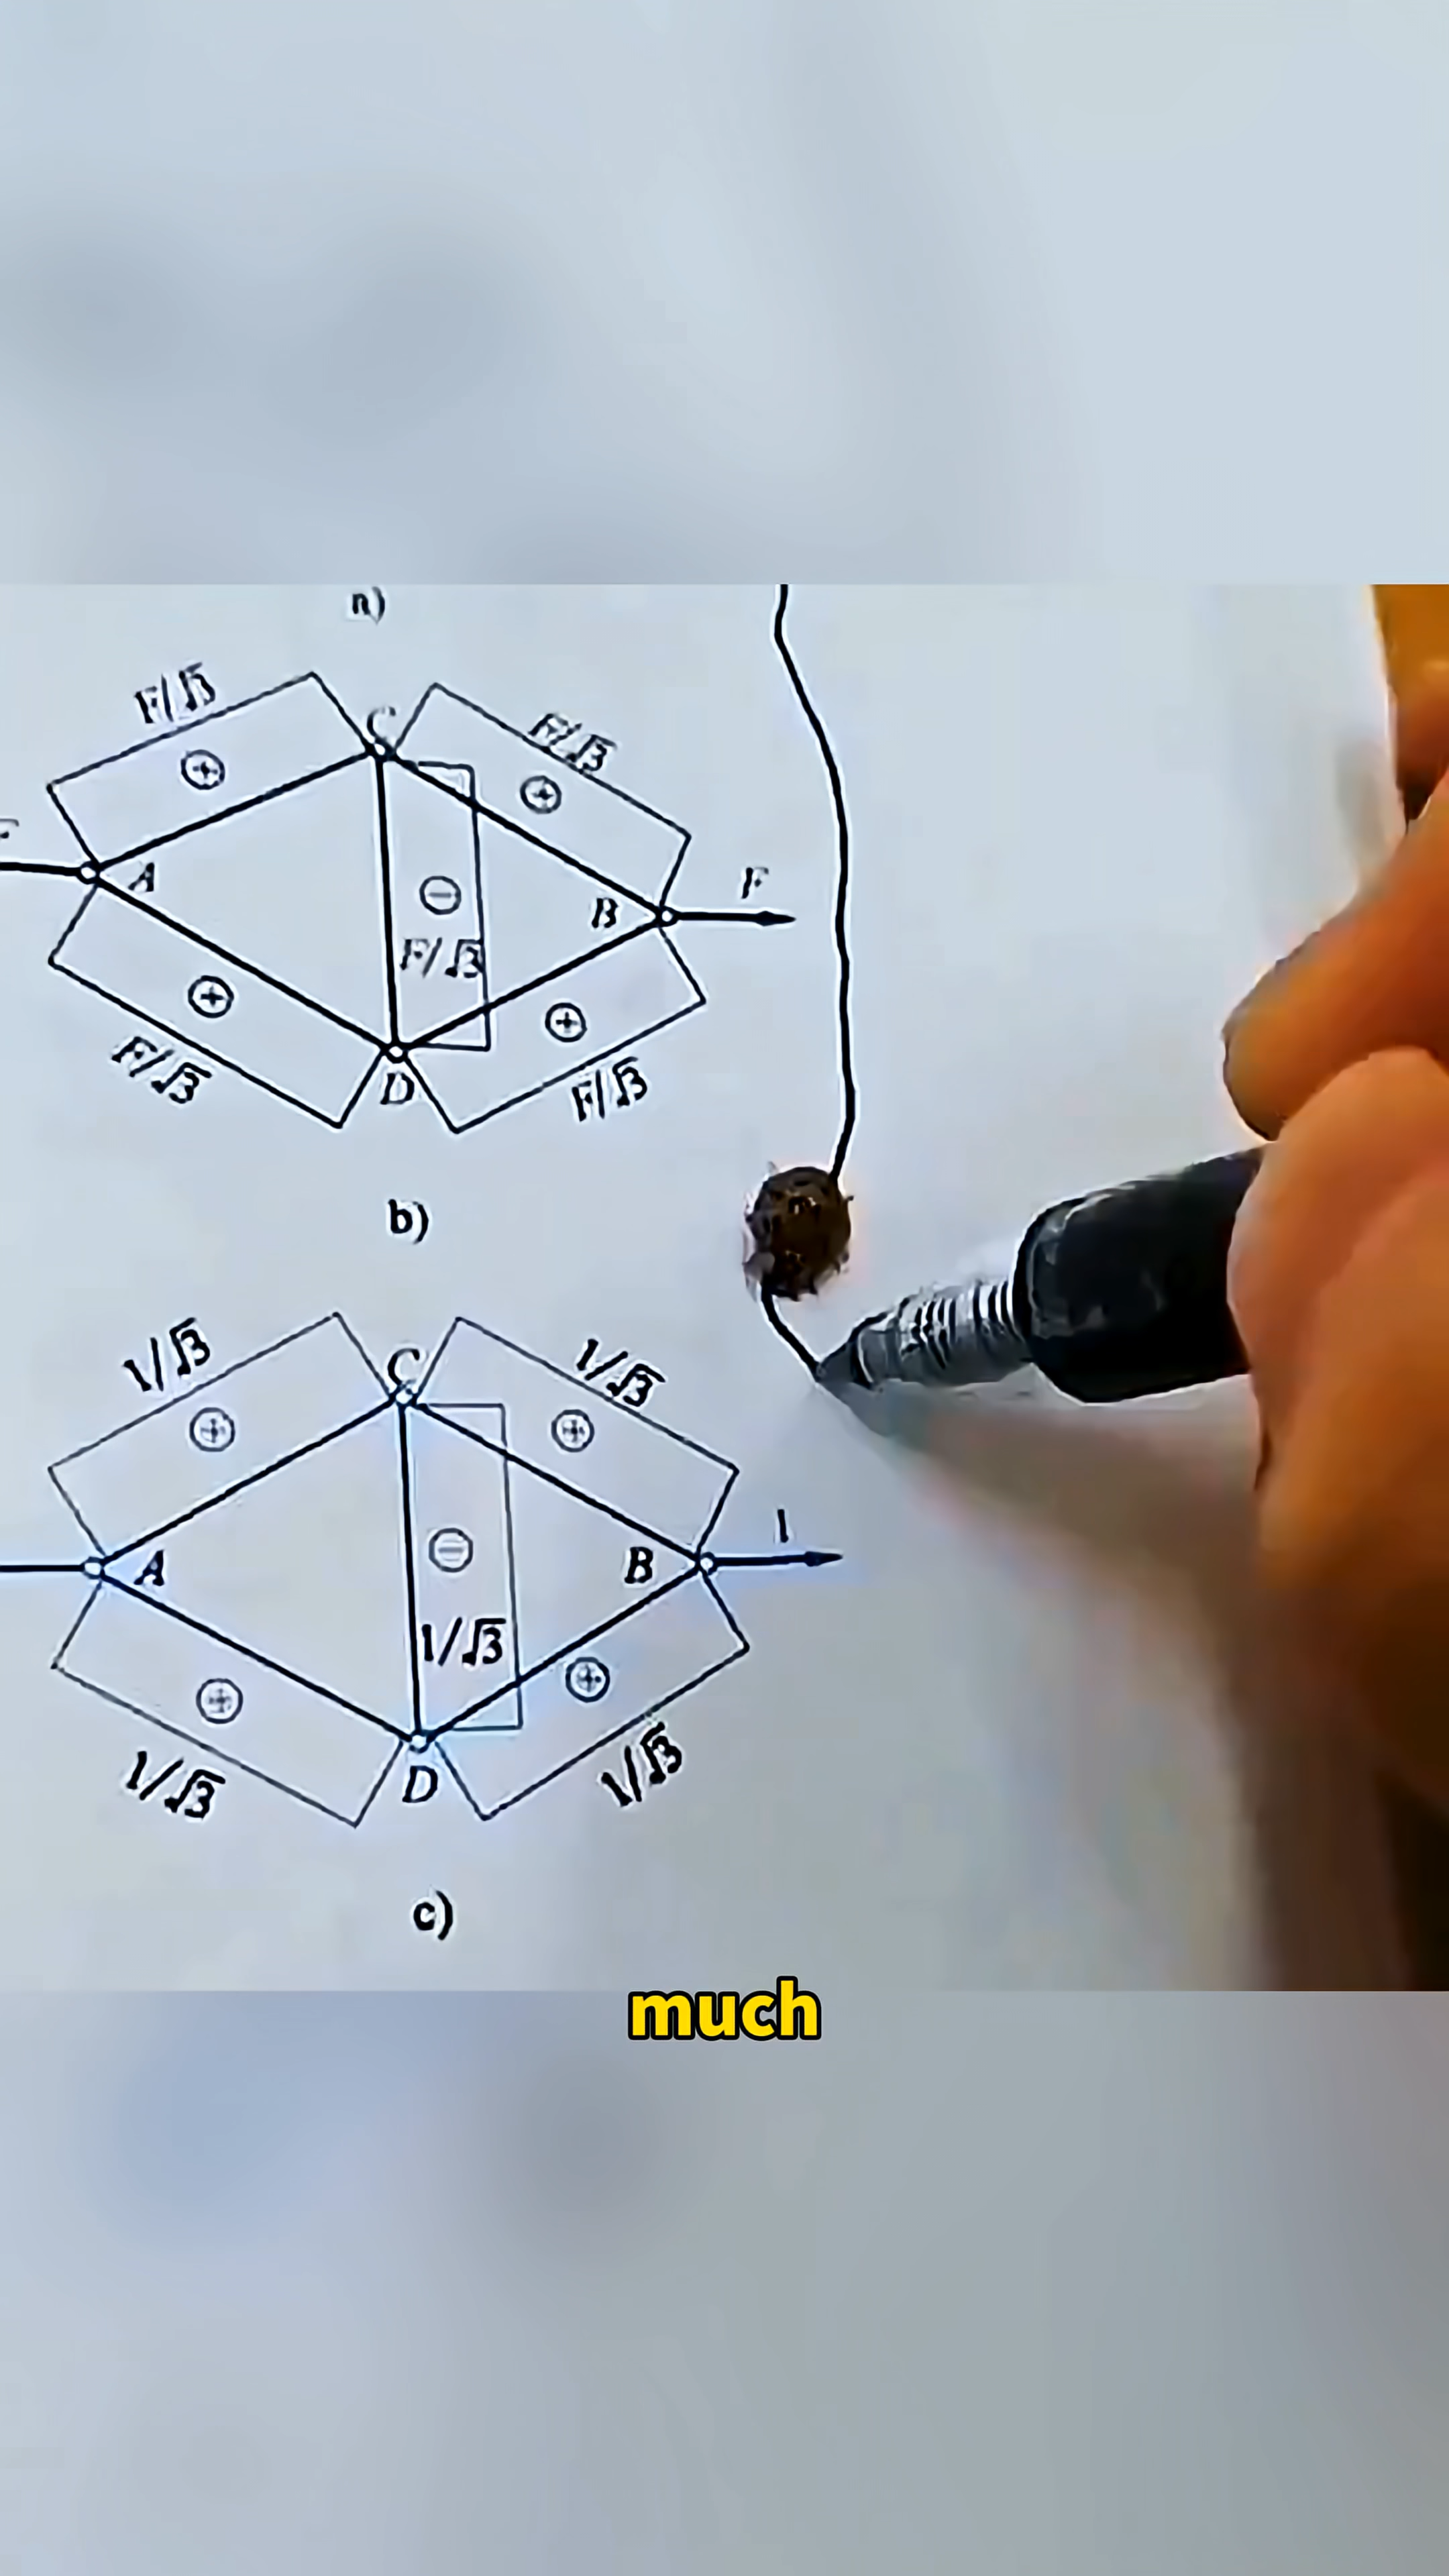 a)
F/√3
F/√3
C
F
A
⊕
⊕
⊖
F/√3
B
F
⊕
⊕
F/√3
D
F/√3
b)
1/√3
1/√3
C
⊕
⊕
A
⊖
B
1
1/√3
⊕
⊕
1/√3
D
1/√3
c)
much